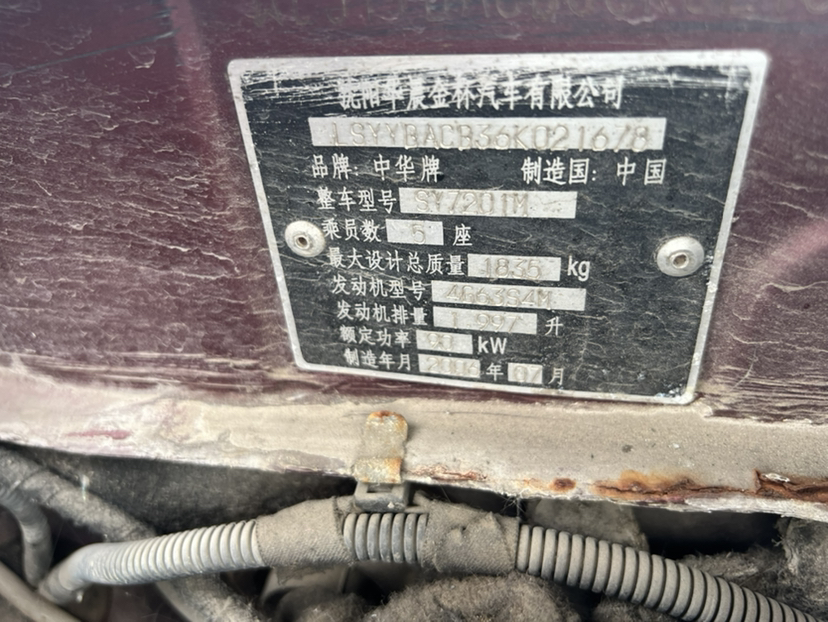 沈阳华晨金杯汽车有限公司
LSYYBACB36K021678
品牌: 中华牌 制造国: 中国
整车型号 SY7201M
乘员数 5 座
最大设计总质量 1835 kg
发动机型号 4G63S4M
发动机排量 1.997 升
额定功率 kW
制造年月 2006 年 07 月